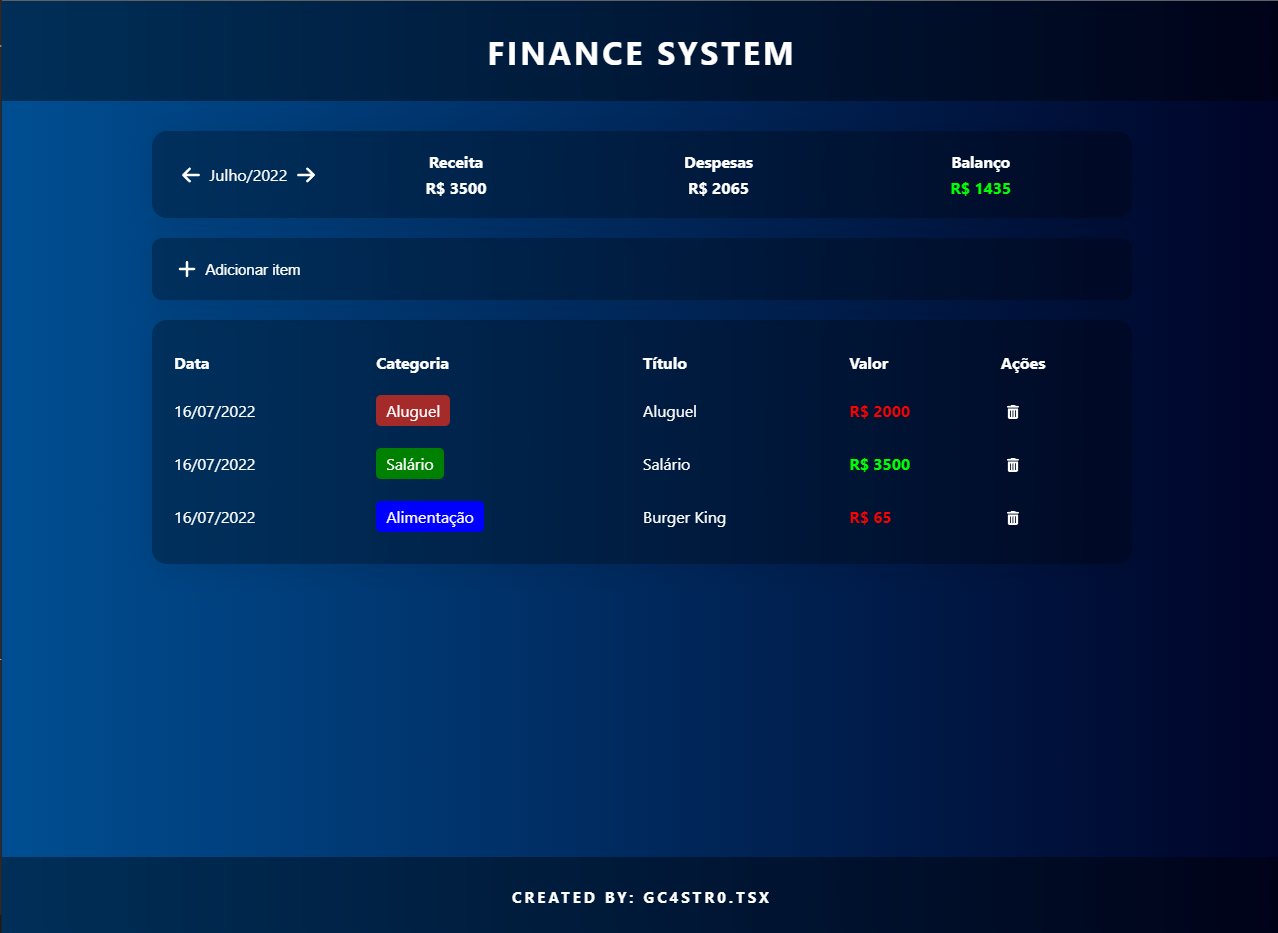 FINANCE SYSTEM
Julho/2022
Receita
R$ 3500
Despesas
R$ 2065
Balanço
R$ 1435
Adicionar item
Data Categoria Título Valor Ações
16/07/2022 Aluguel Aluguel R$ 2000
16/07/2022 Salário Salário R$ 3500
16/07/2022 Alimentação Burger King R$ 65
CREATED BY: GC4STR0.TSX